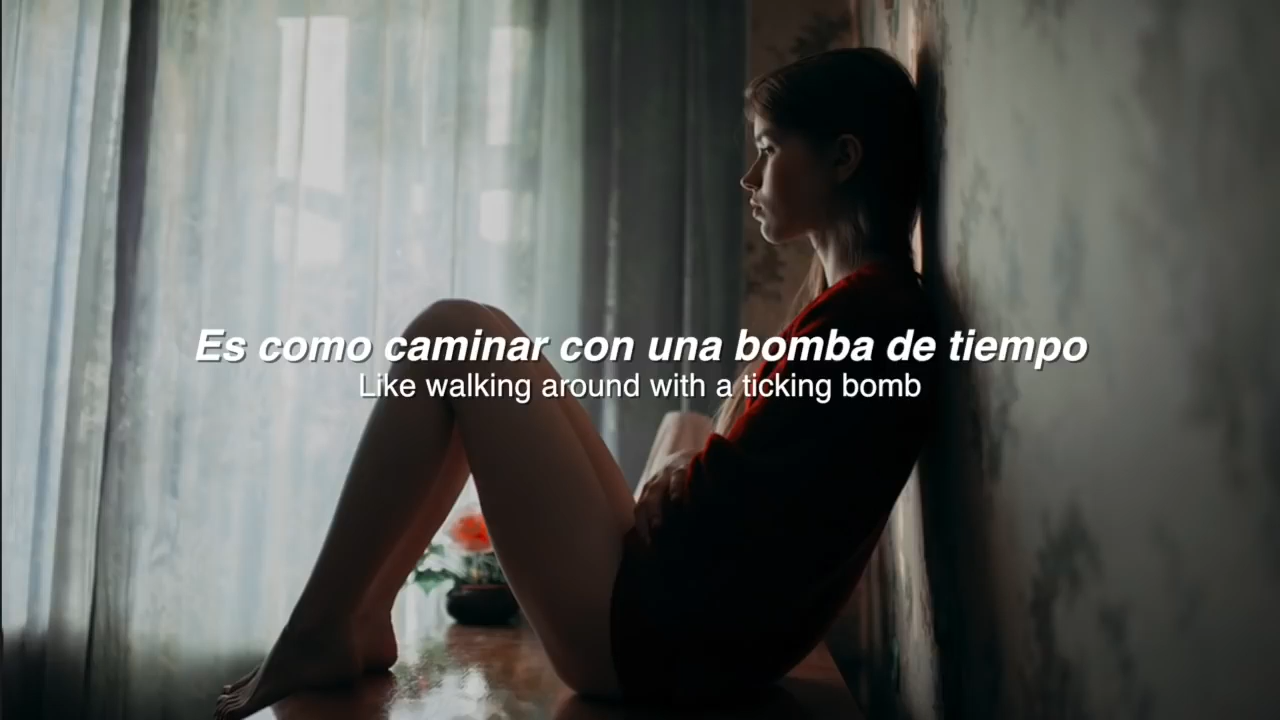 Es como caminar con una bomba de tiempo
Like walking around with a ticking bomb